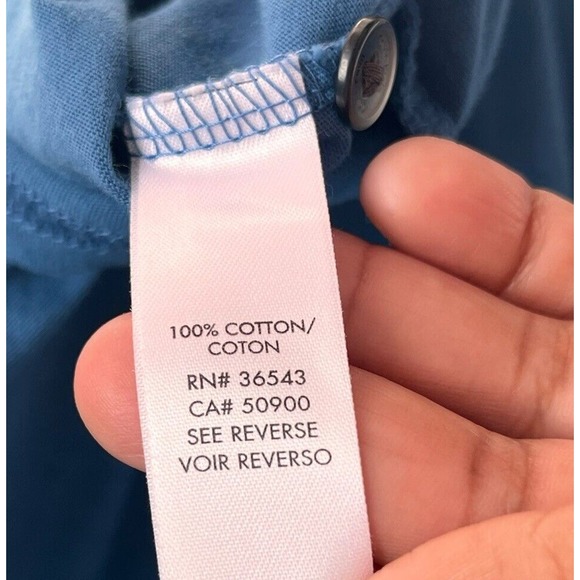 100% COTTON/
COTON
RN# 36543
CA# 50900
SEE REVERSE
VOIR REVERSO